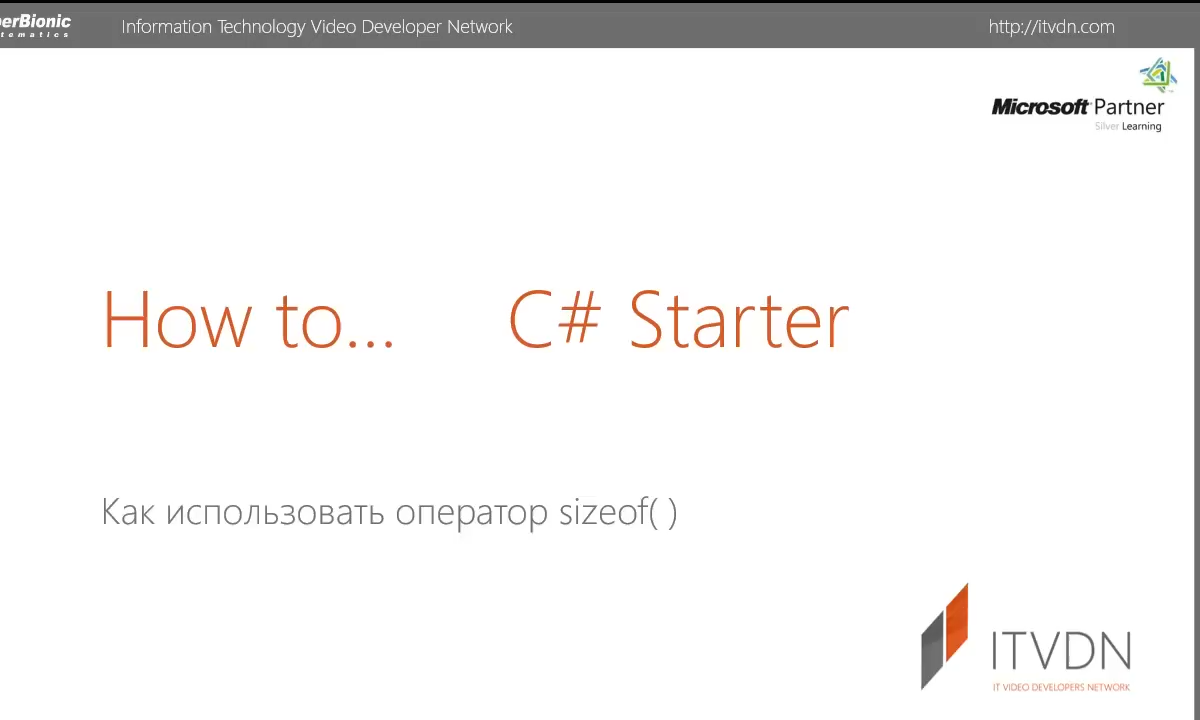 Information Technology Video Developer Network
http://itvdn.com
Microsoft Partner
Silver Learning
How to... C# Starter
Как использовать оператор sizeof( )
ITVDN
IT VIDEO DEVELOPERS NETWORK